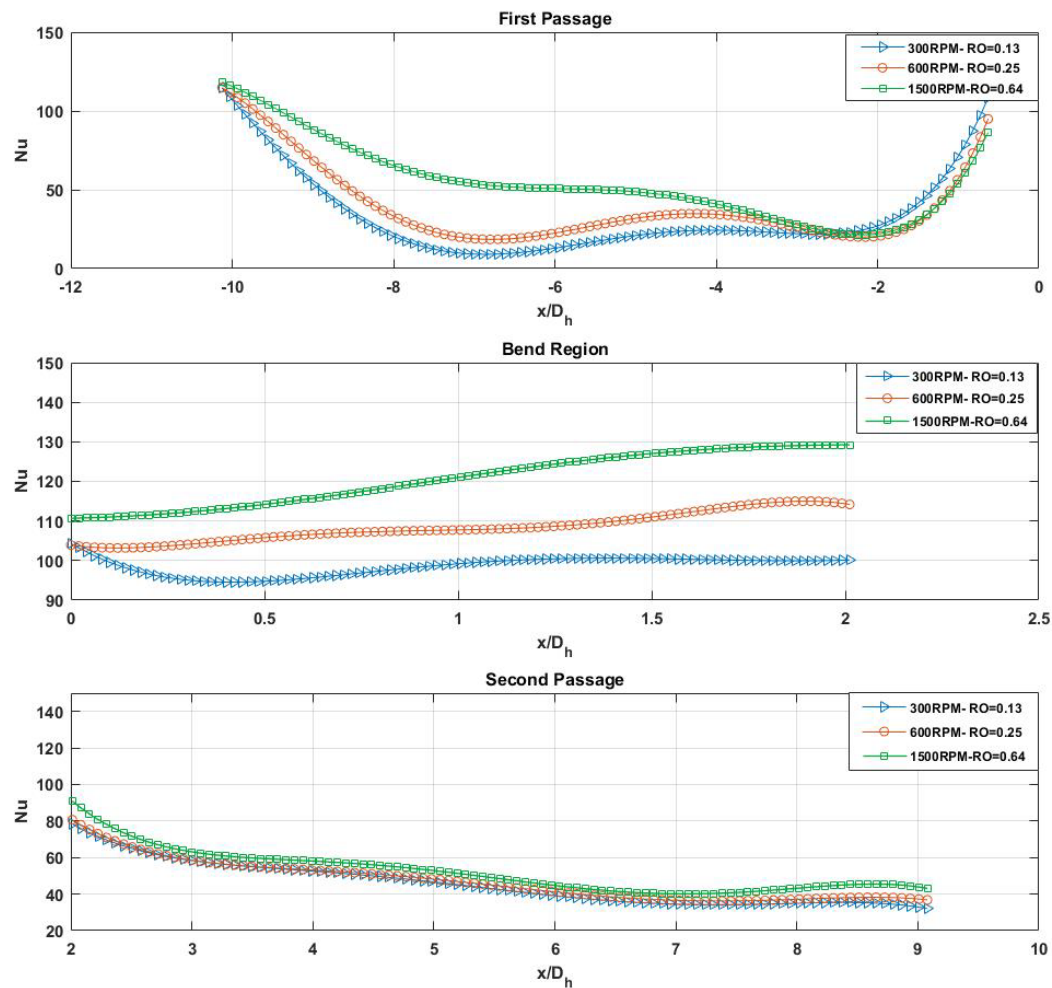 First Passage
150
100
50
0
Nu
-12
-10
-8
-6
-4
-2
0
x/D_h
300RPM- RO=0.13
600RPM- RO=0.25
1500RPM-RO=0.64
Bend Region
150
140
130
120
110
100
90
Nu
0
0.5
1
1.5
2
2.5
x/D_h
300RPM- RO=0.13
600RPM- RO=0.25
1500RPM-RO=0.64
Second Passage
140
120
100
80
60
40
20
Nu
2
3
4
5
6
7
8
9
10
x/D_h
300RPM- RO=0.13
600RPM- RO=0.25
1500RPM-RO=0.64